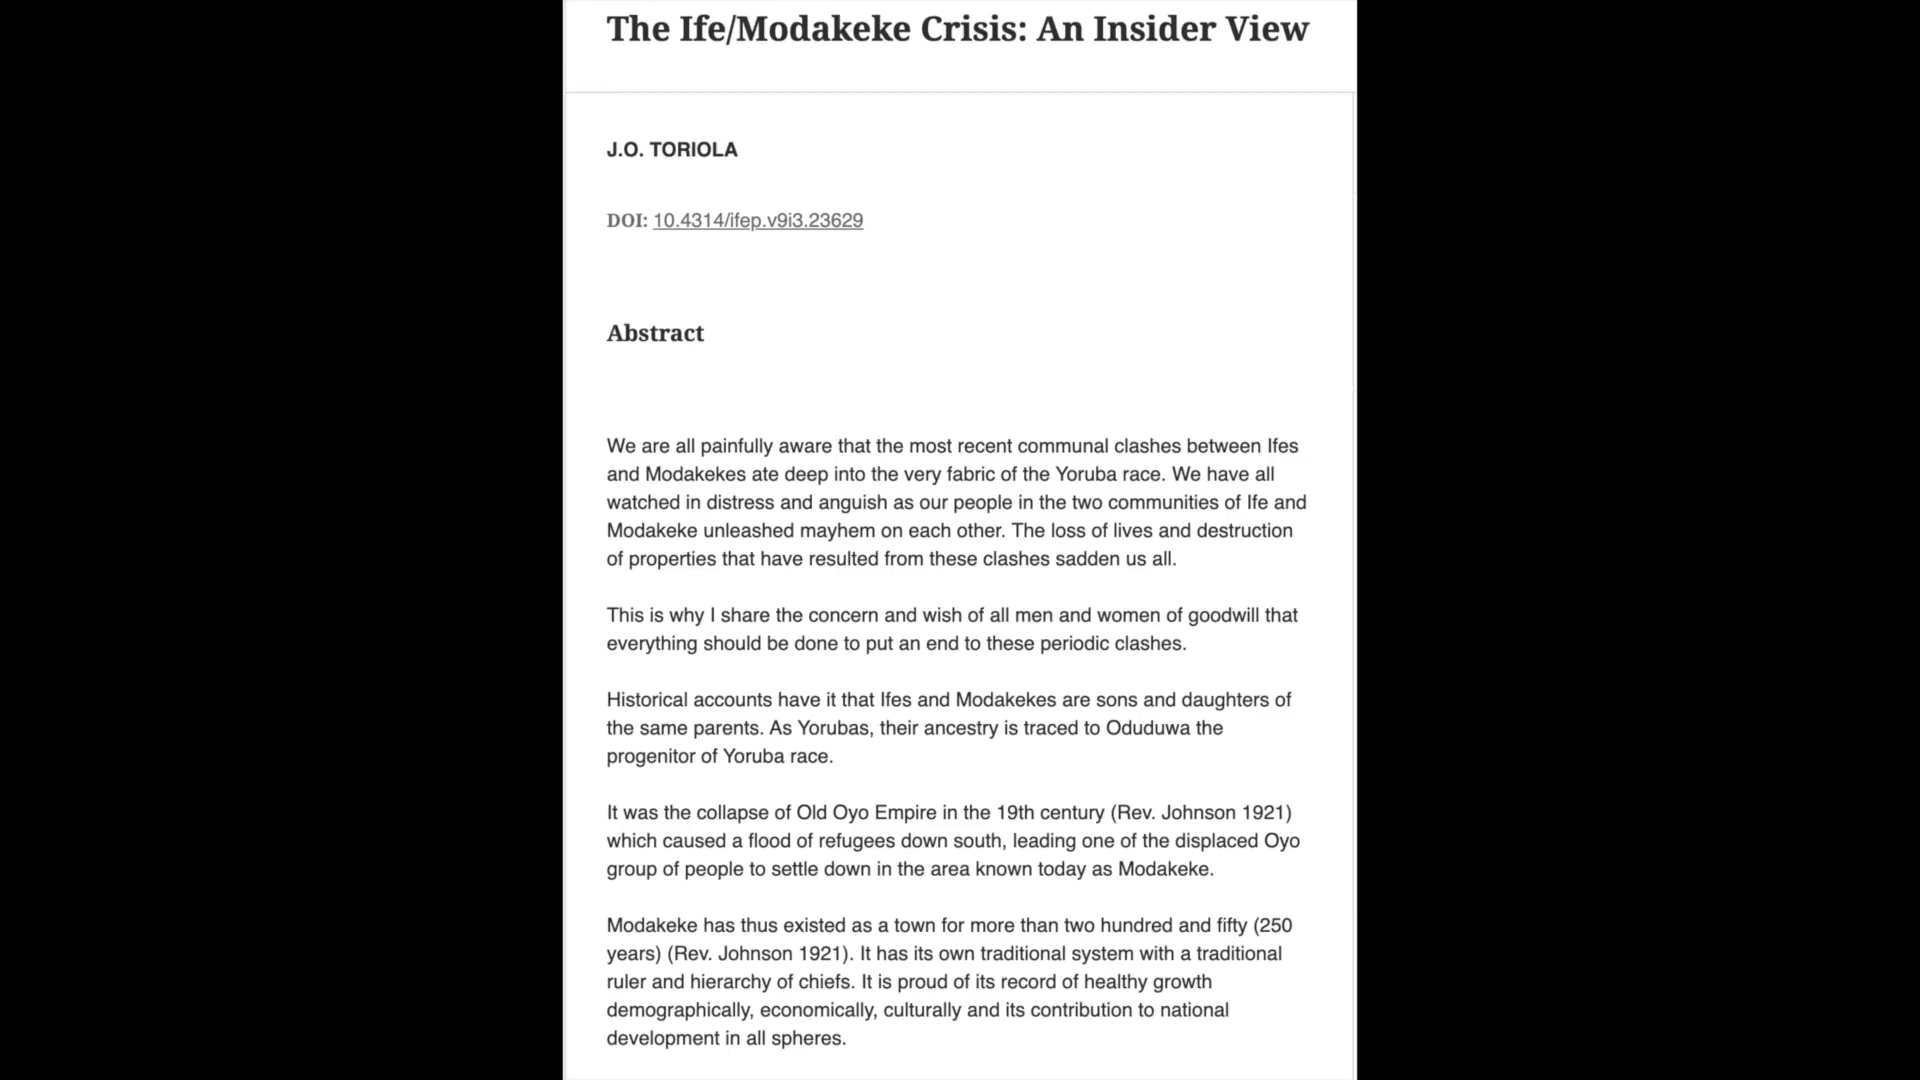 The Ife/Modakeke Crisis: An Insider View
J.O. TORIOLA
DOI: 10.4314/ifep.v9i3.23629
Abstract
We are all painfully aware that the most recent communal clashes between Ifes
and Modakekes ate deep into the very fabric of the Yoruba race. We have all
watched in distress and anguish as our people in the two communities of Ife and
Modakeke unleashed mayhem on each other. The loss of lives and destruction
of properties that have resulted from these clashes sadden us all.
This is why I share the concern and wish of all men and women of goodwill that
everything should be done to put an end to these periodic clashes.
Historical accounts have it that Ifes and Modakekes are sons and daughters of
the same parents. As Yorubas, their ancestry is traced to Oduduwa the
progenitor of Yoruba race.
It was the collapse of Old Oyo Empire in the 19th century (Rev. Johnson 1921)
which caused a flood of refugees down south, leading one of the displaced Oyo
group of people to settle down in the area known today as Modakeke.
Modakeke has thus existed as a town for more than two hundred and fifty (250
years) (Rev. Johnson 1921). It has its own traditional system with a traditional
ruler and hierarchy of chiefs. It is proud of its record of healthy growth
demographically, economically, culturally and its contribution to national
development in all spheres.